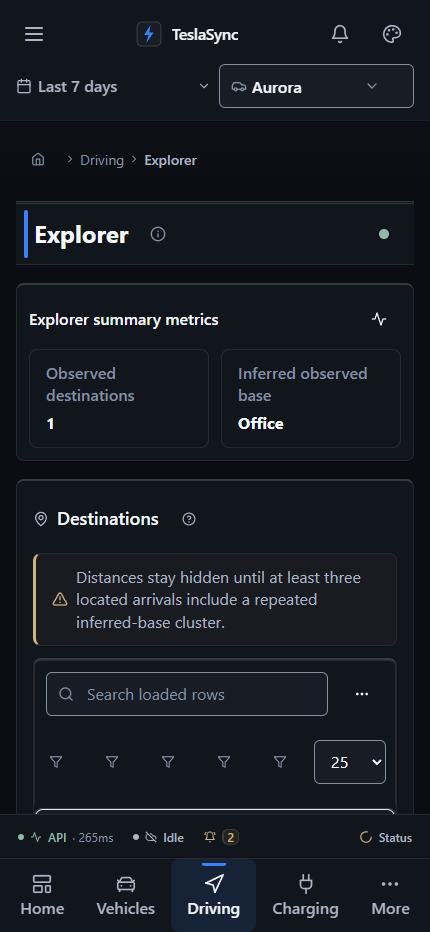 TeslaSync
Last 7 days
Aurora
Driving
Explorer
Explorer
Explorer summary metrics
Observed
destinations
1
Inferred observed
base
Office
Destinations
Distances stay hidden until at least three
located arrivals include a repeated
inferred-base cluster.
Search loaded rows
25
API · 265ms
Idle
2
Status
Home
Vehicles
Driving
Charging
More